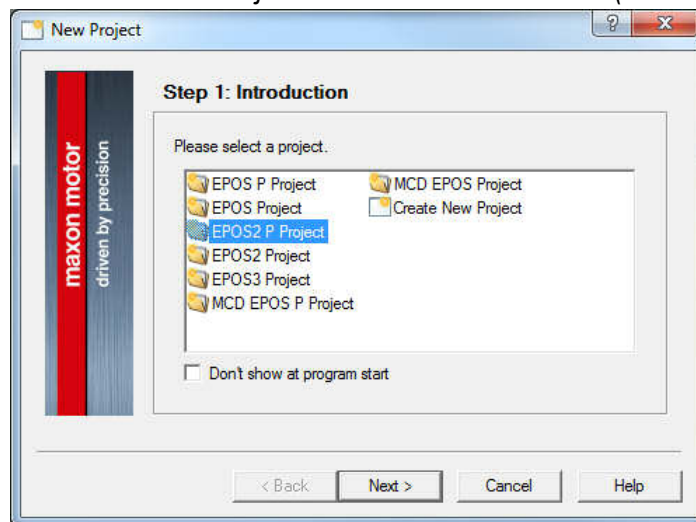 New Project
Step 1: Introduction
maxon motor
driven by precision
Please select a project.
EPOS P Project
EPOS Project
EPOS2 P Project
EPOS2 Project
EPOS3 Project
MCD EPOS P Project
MCD EPOS Project
Create New Project
Don't show at program start
< Back
Next >
Cancel
Help